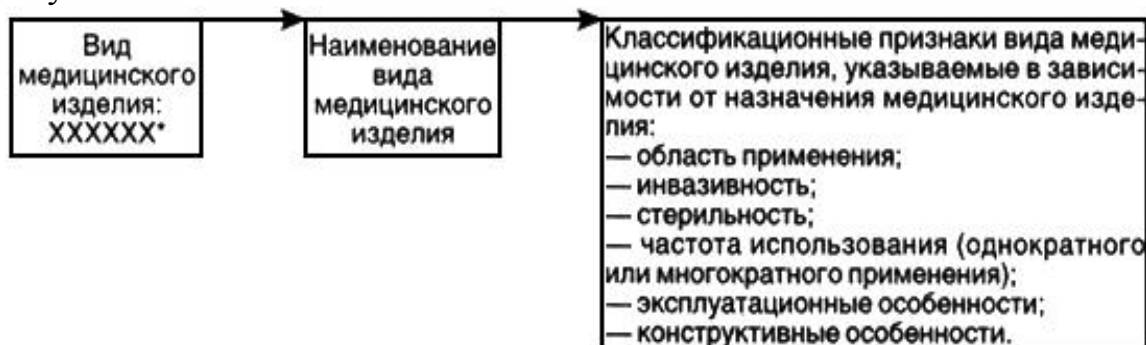 Вид
медицинского
изделия:
XXXXXX*
Наименование
вида
медицинского
изделия
Классификационные признаки вида меди-
цинского изделия, указываемые в зависи-
мости от назначения медицинского изде-
лия:
— область применения;
— инвазивность;
— стерильность;
— частота использования (однократного
или многократного применения);
— эксплуатационные особенности;
— конструктивные особенности.